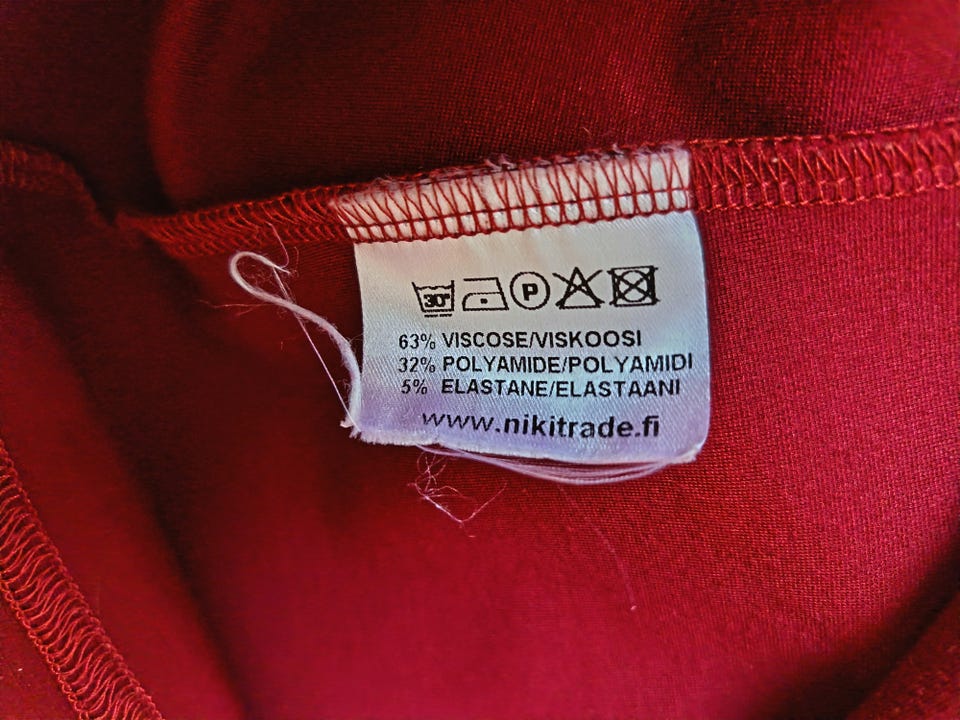 30° P
63% VISCOSE/VISKOOSI
32% POLYAMIDE/POLYAMIDI
5% ELASTANE/ELASTAANI
www.nikitrade.fi